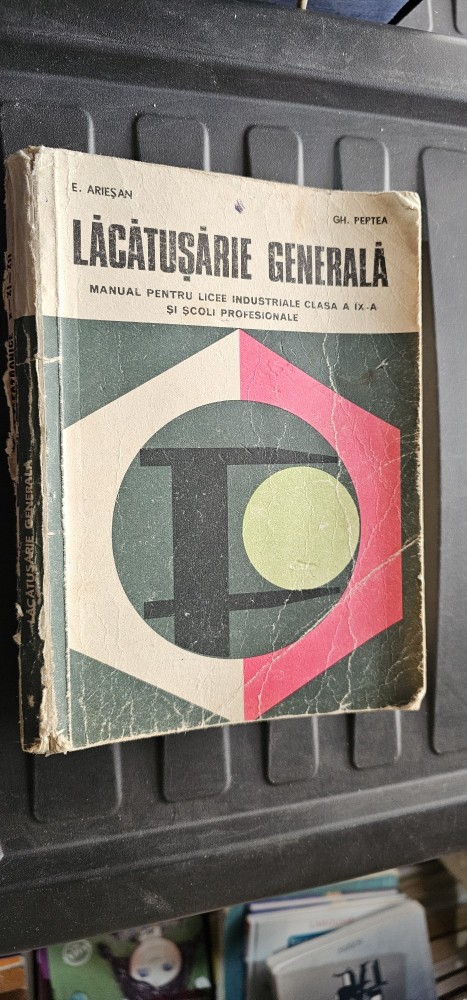 E. ARIEȘAN
GH. PEPTEA
LĂCĂTUȘĂRIE GENERALĂ
MANUAL PENTRU LICEE INDUSTRIALE CLASA A IX-A
ȘI ȘCOLI PROFESIONALE
LĂCĂTUȘĂRIE GENERALĂ